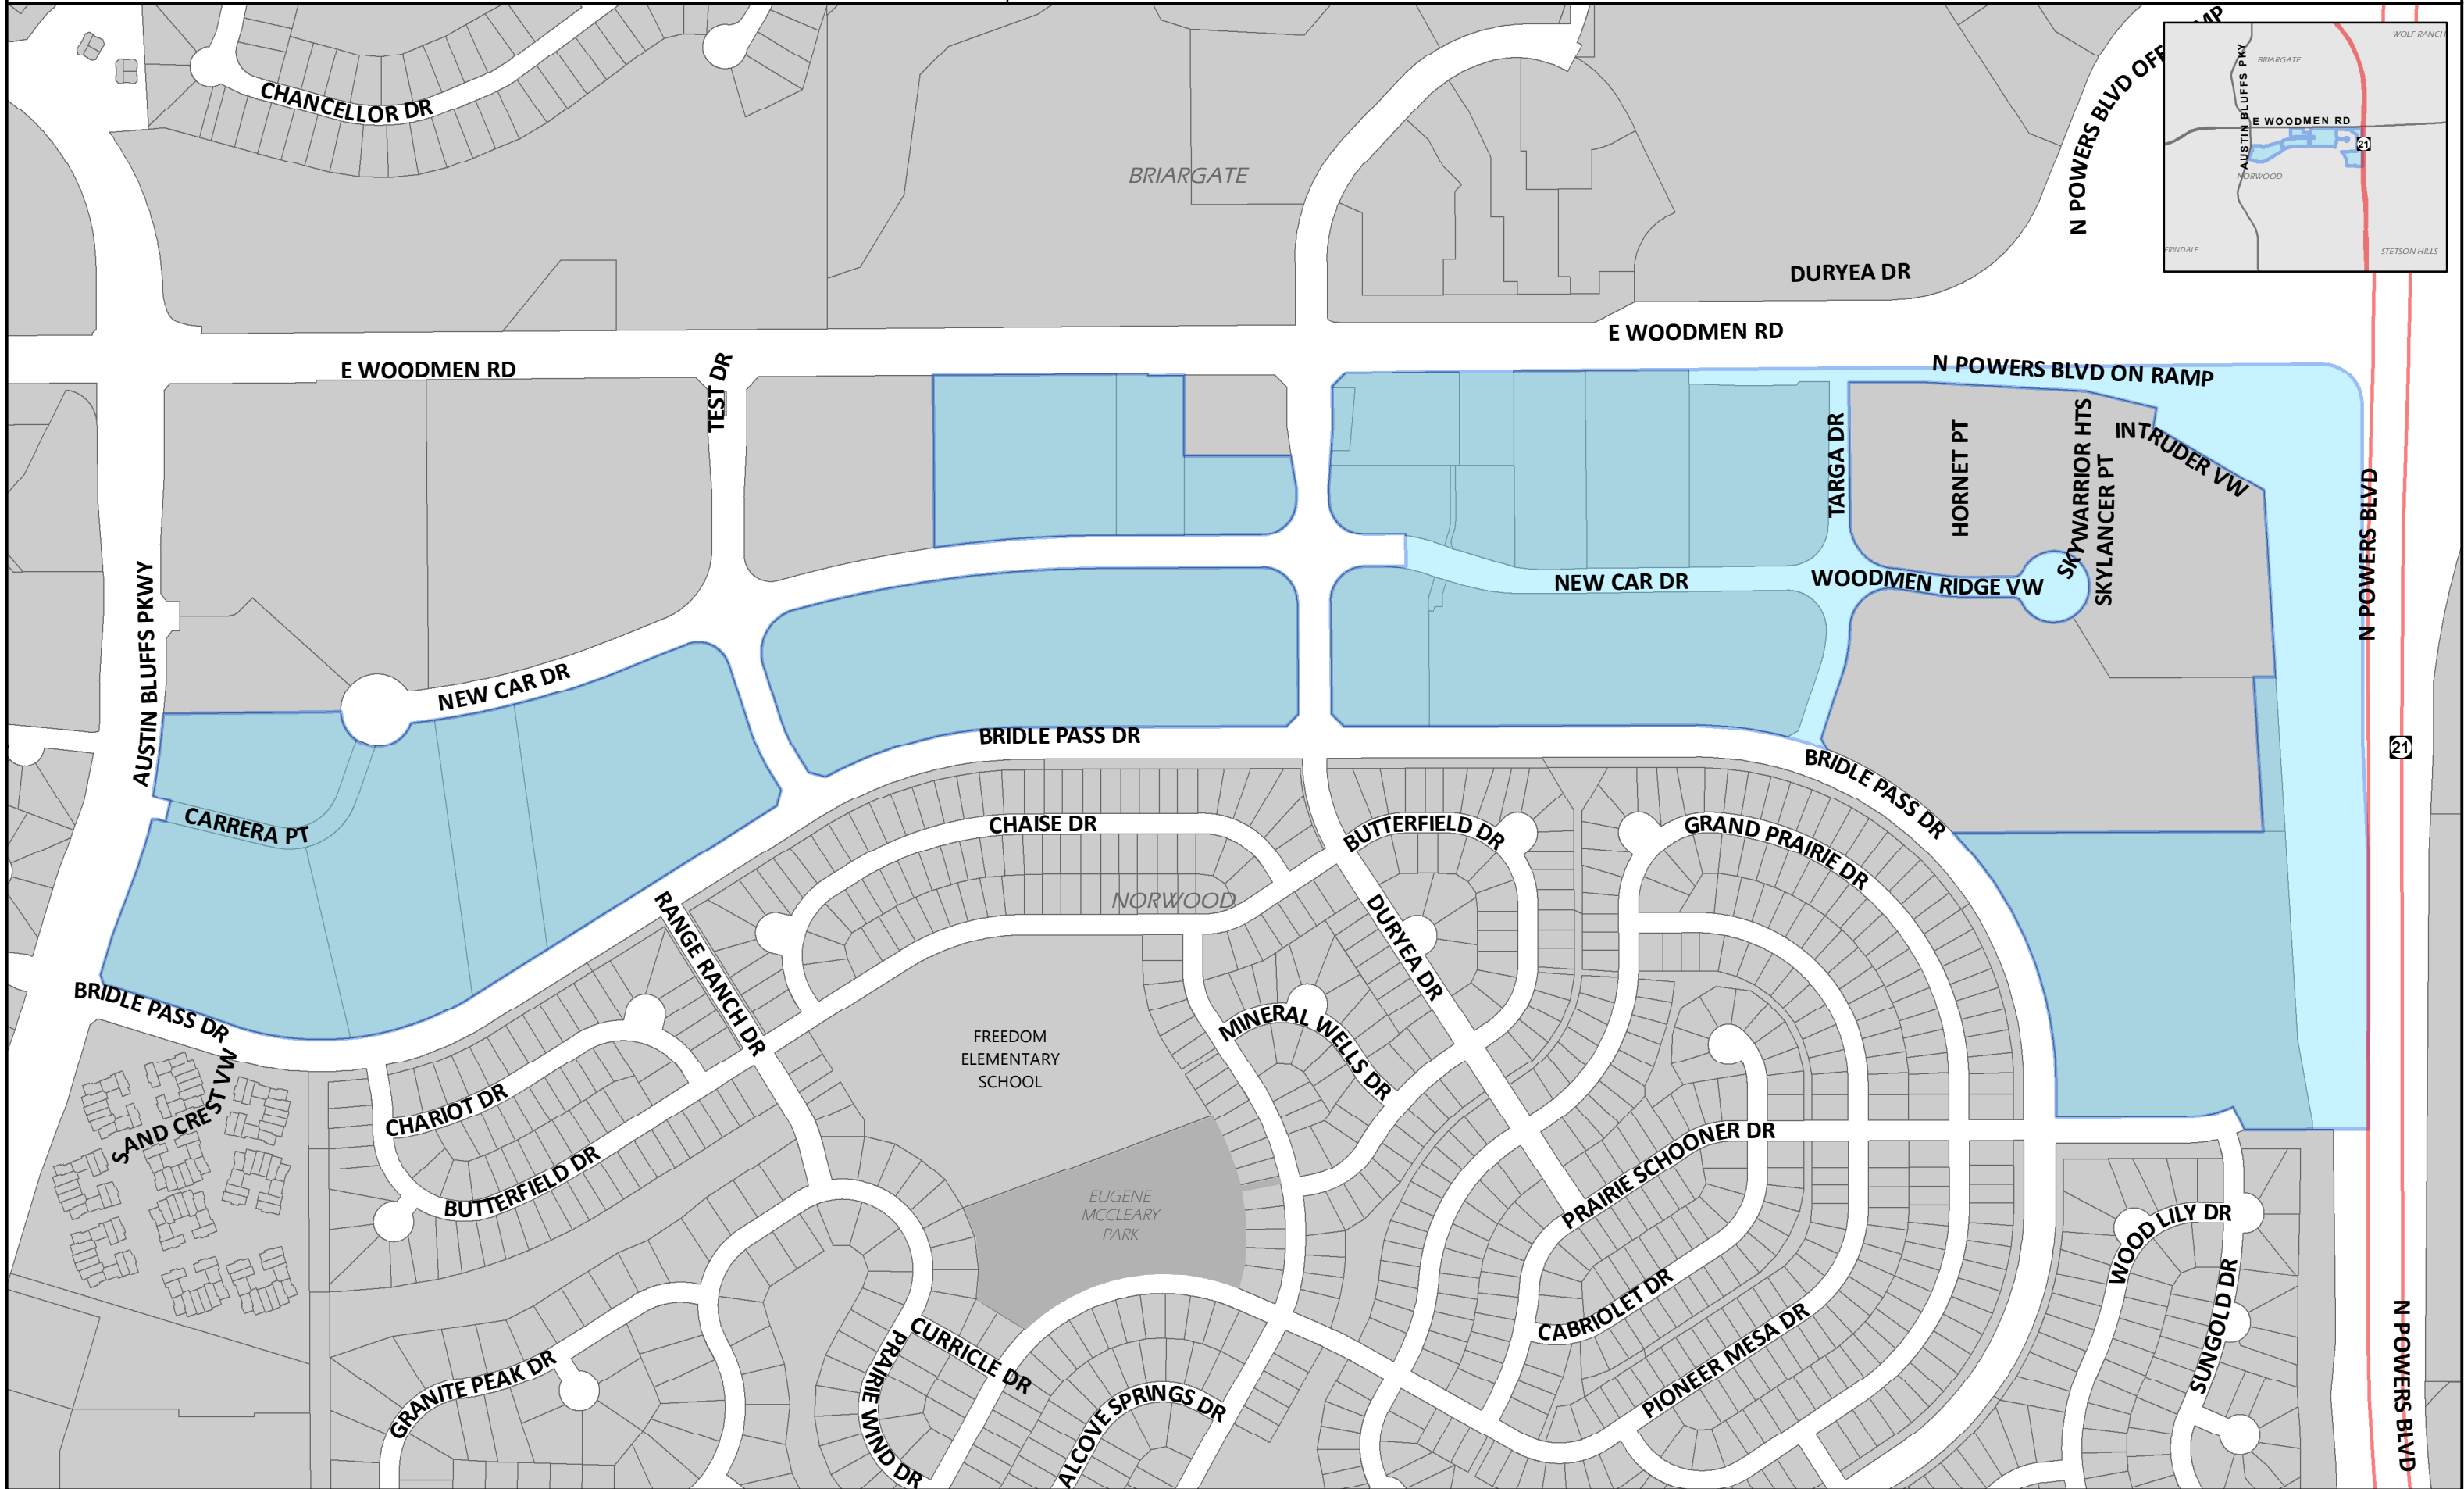 CHANCELLOR DR
BRIARGATE
N POWERS BLVD OFF
MP
WOLF RANCH
BRIARGATE
AUSTIN BLUFFS PKY
E WOODMEN RD
21
NORWOOD
ERINDALE
STETSON HILLS
DURYEA DR
E WOODMEN RD
E WOODMEN RD
TEST DR
N POWERS BLVD ON RAMP
TARGA DR
HORNET PT
SKYWARRIOR HTS
SKYLANCER PT
INTRUDER VW
N POWERS BLVD
AUSTIN BLUFFS PKWY
NEW CAR DR
WOODMEN RIDGE VW
NEW CAR DR
BRIDLE PASS DR
BRIDLE PASS DR
21
CARRERA PT
CHAISE DR
BUTTERFIELD DR
GRAND PRAIRIE DR
NORWOOD
RANGE RANCH DR
DURYEA DR
BRIDLE PASS DR
FREEDOM
ELEMENTARY
SCHOOL
MINERAL WELLS DR
SAND CREST VW
CHARIOT DR
BUTTERFIELD DR
PRAIRIE SCHOONER DR
EUGENE
MCCLEARY
PARK
WOOD LILY DR
SUNGOLD DR
CABRIOLET DR
PIONEER MESA DR
CURRICLE DR
PRAIRIE WIND DR
GRANITE PEAK DR
ALCOVE SPRINGS DR
N POWERS BLVD